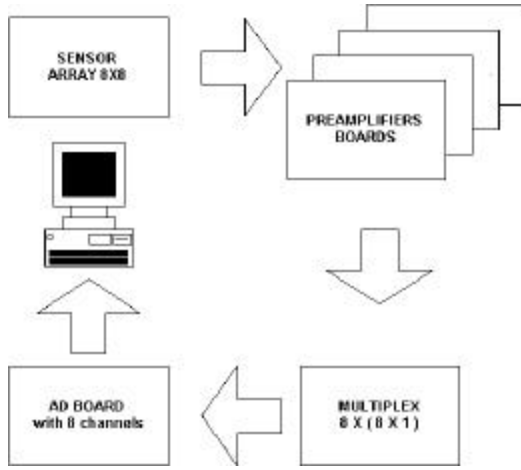 SENSOR
ARRAY 8X8
PREAMPLIFIERS
BOARDS
AD BOARD
with 8 channels
MULTIPLEX
8 X ( 8 X 1 )